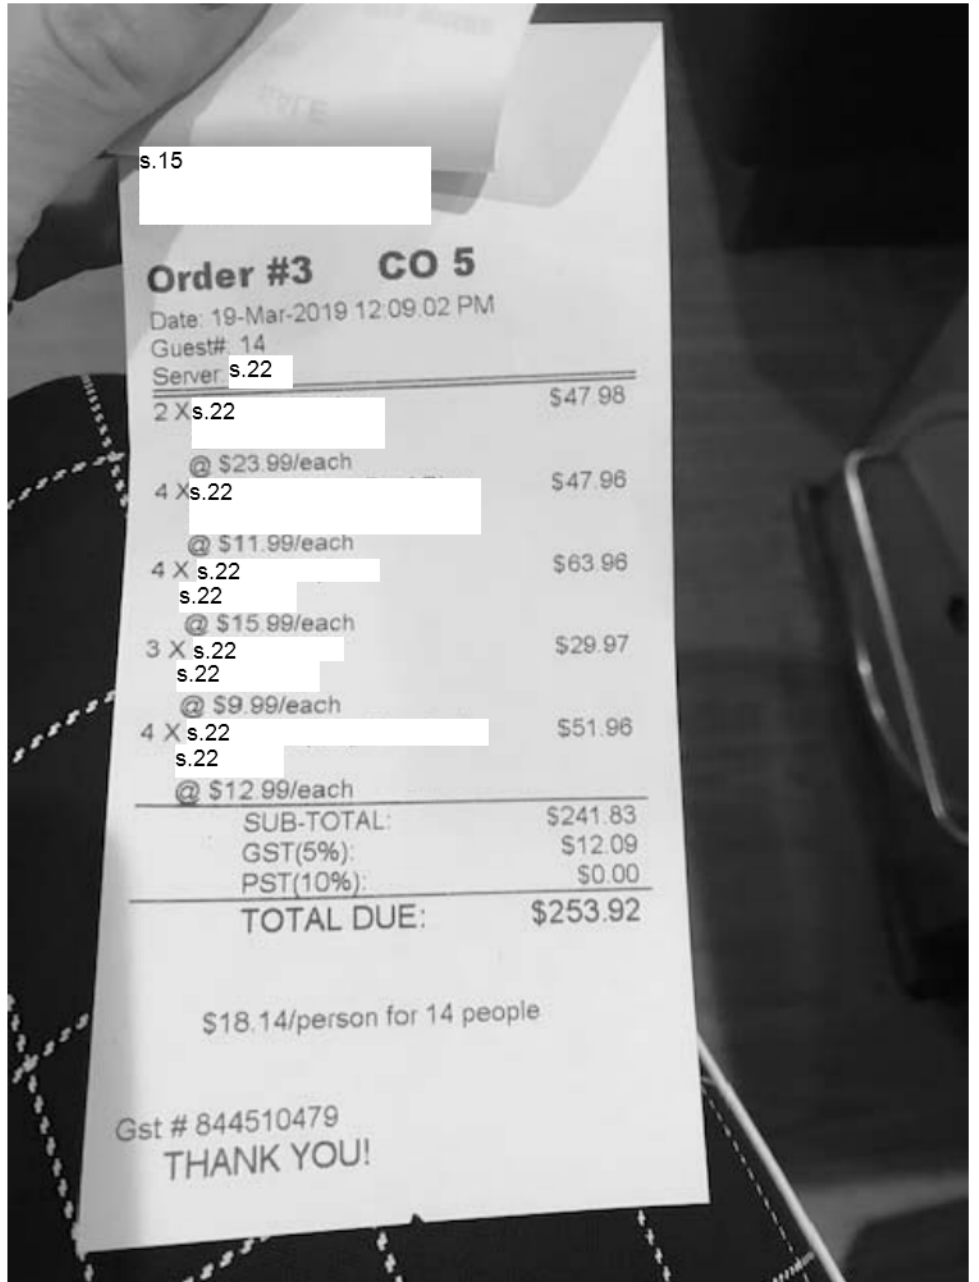 s.15
Order #3 CO 5
Date: 19-Mar-2019 12:09:02 PM
Guest#: 14
Server: s.22
2 X s.22 $47.98
@ $23.99/each
4 X s.22 $47.96
@ $11.99/each
4 X s.22 $63.96
s.22
@ $15.99/each
3 X s.22 $29.97
s.22
@ $9.99/each
4 X s.22 $51.96
s.22
@ $12.99/each
SUB-TOTAL: $241.83
GST(5%): $12.09
PST(10%): $0.00
TOTAL DUE: $253.92
$18.14/person for 14 people
Gst # 844510479
THANK YOU!